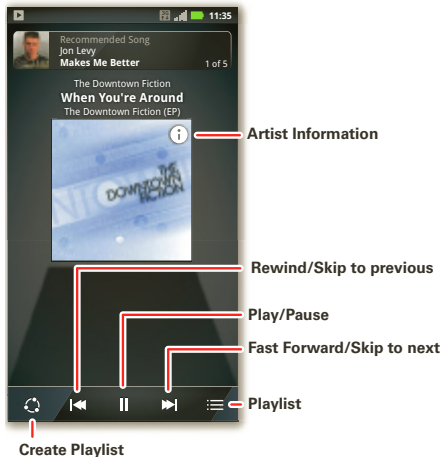 11:35
Recommended Song
Jon Levy
Makes Me Better
1 of 5
The Downtown Fiction
When You're Around
The Downtown Fiction (EP)
THE
DOWNTOWN
FICTION
Artist Information
Rewind/Skip to previous
Play/Pause
Fast Forward/Skip to next
Playlist
Create Playlist